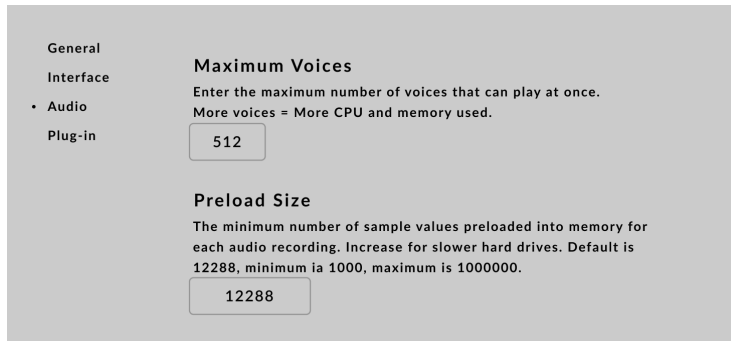 General
Interface
• Audio
Plug-in
Maximum Voices
Enter the maximum number of voices that can play at once.
More voices = More CPU and memory used.
512
Preload Size
The minimum number of sample values preloaded into memory for
each audio recording. Increase for slower hard drives. Default is
12288, minimum ia 1000, maximum is 1000000.
12288